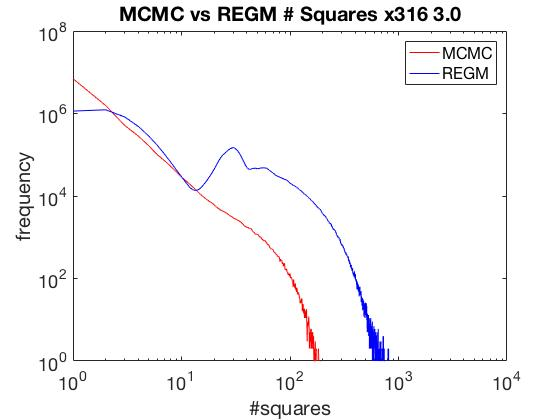 MCMC vs REGM # Squares x316 3.0
10^8
MCMC
REGM
10^6
frequency
10^4
10^2
10^0
10^0 10^1 10^2 10^3 10^4
#squares